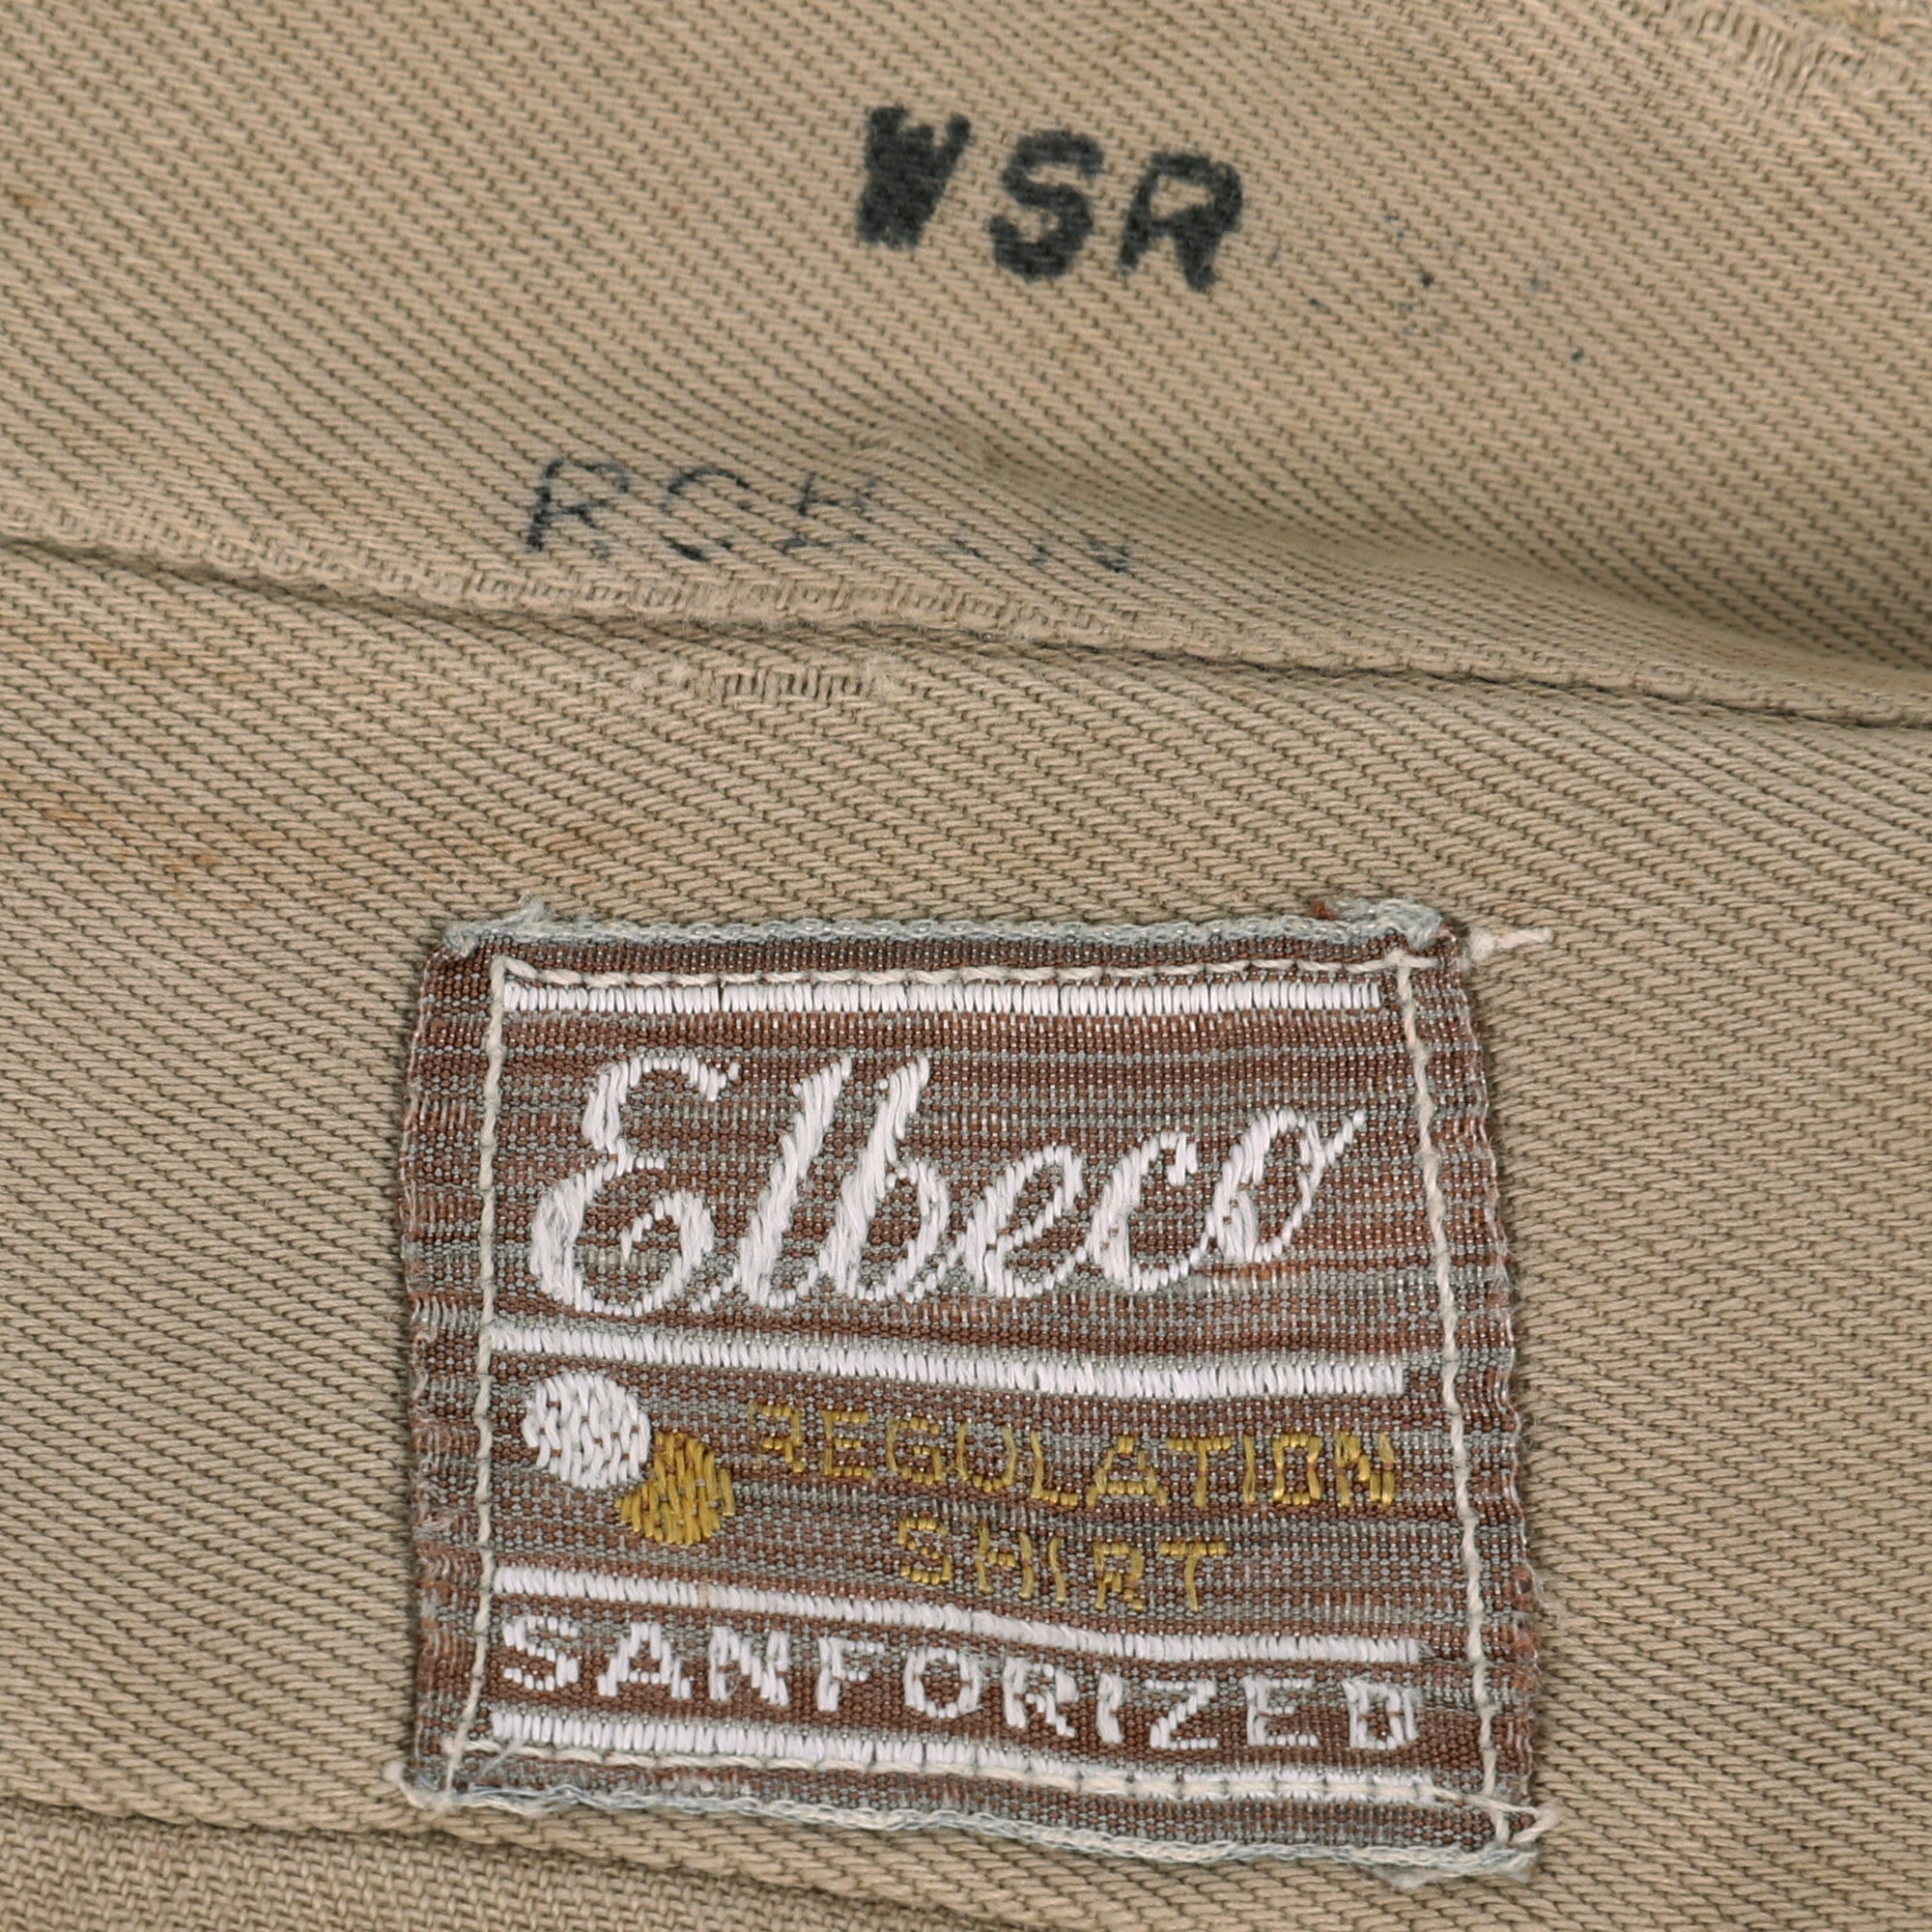 WSR
Elbeco
REGULATION
SHIRT
SANFORIZED